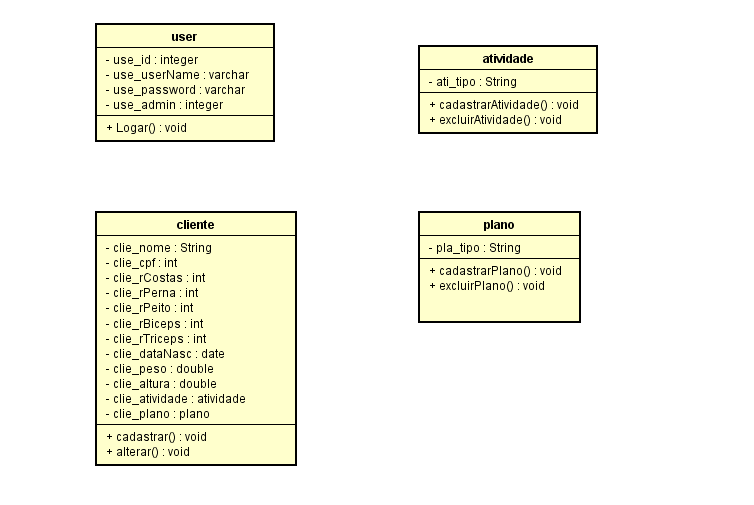 user
- use_id : integer
- use_userName : varchar
- use_password : varchar
- use_admin : integer
+ Logar() : void
atividade
- ati_tipo : String
+ cadastrarAtividade() : void
+ excluirAtividade() : void
cliente
- clie_nome : String
- clie_cpf : int
- clie_rCostas : int
- clie_rPerna : int
- clie_rPeito : int
- clie_rBiceps : int
- clie_rTriceps : int
- clie_dataNasc : date
- clie_peso : double
- clie_altura : double
- clie_atividade : atividade
- clie_plano : plano
+ cadastrar() : void
+ alterar() : void
plano
- pla_tipo : String
+ cadastrarPlano() : void
+ excluirPlano() : void